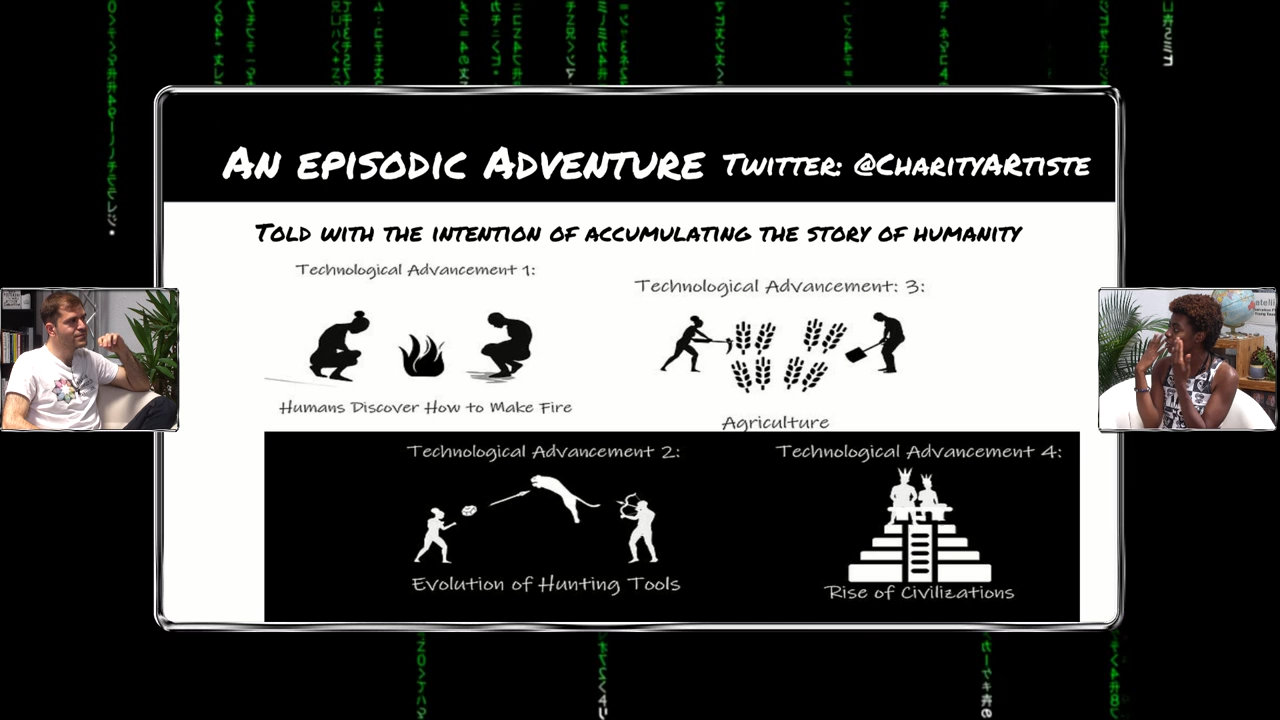 An episodic Adventure Twitter: @CharityARtiste
Told with the intention of accumulating the story of humanity
Technological Advancement 1:
Humans Discover How to Make Fire
Technological Advancement: 3:
Agriculture
Technological Advancement 2:
Evolution of Hunting Tools
Technological Advancement 4:
Rise of Civilizations